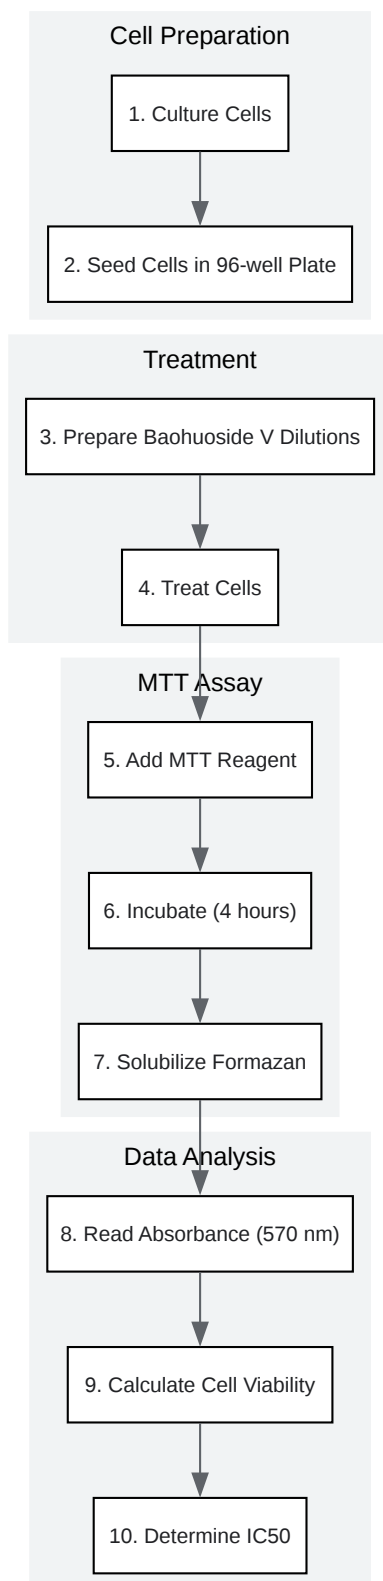 Cell Preparation
1. Culture Cells
2. Seed Cells in 96-well Plate
Treatment
3. Prepare Baohuoside V Dilutions
4. Treat Cells
MTT Assay
5. Add MTT Reagent
6. Incubate (4 hours)
7. Solubilize Formazan
Data Analysis
8. Read Absorbance (570 nm)
9. Calculate Cell Viability
10. Determine IC50